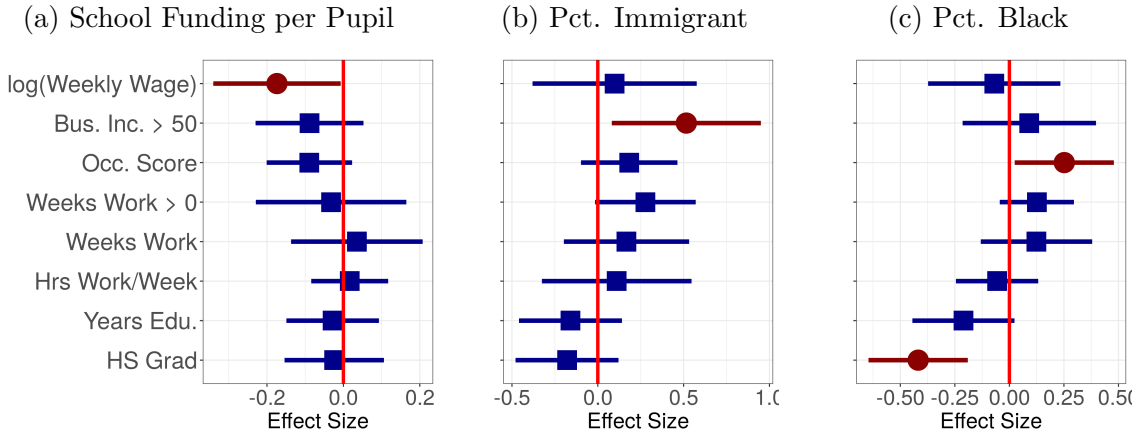 (a) School Funding per Pupil
(b) Pct. Immigrant
(c) Pct. Black
log(Weekly Wage)
Bus. Inc. > 50
Occ. Score
Weeks Work > 0
Weeks Work
Hrs Work/Week
Years Edu.
HS Grad
-0.2 0.0 0.2
Effect Size
-0.5 0.0 0.5 1.0
Effect Size
-0.50 -0.25 0.00 0.25 0.50
Effect Size